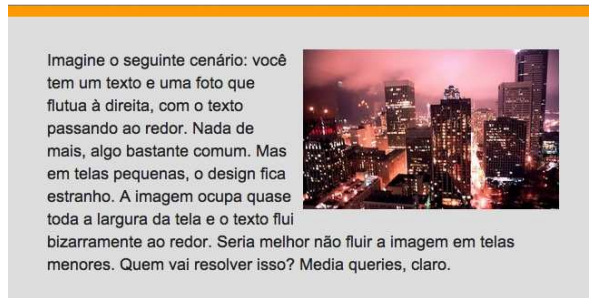 Imagine o seguinte cenário: você
tem um texto e uma foto que
flutua à direita, com o texto
passando ao redor. Nada de
mais, algo bastante comum. Mas
em telas pequenas, o design fica
estranho. A imagem ocupa quase
toda a largura da tela e o texto flui
bizarramente ao redor. Seria melhor não fluir a imagem em telas
menores. Quem vai resolver isso? Media queries, claro.